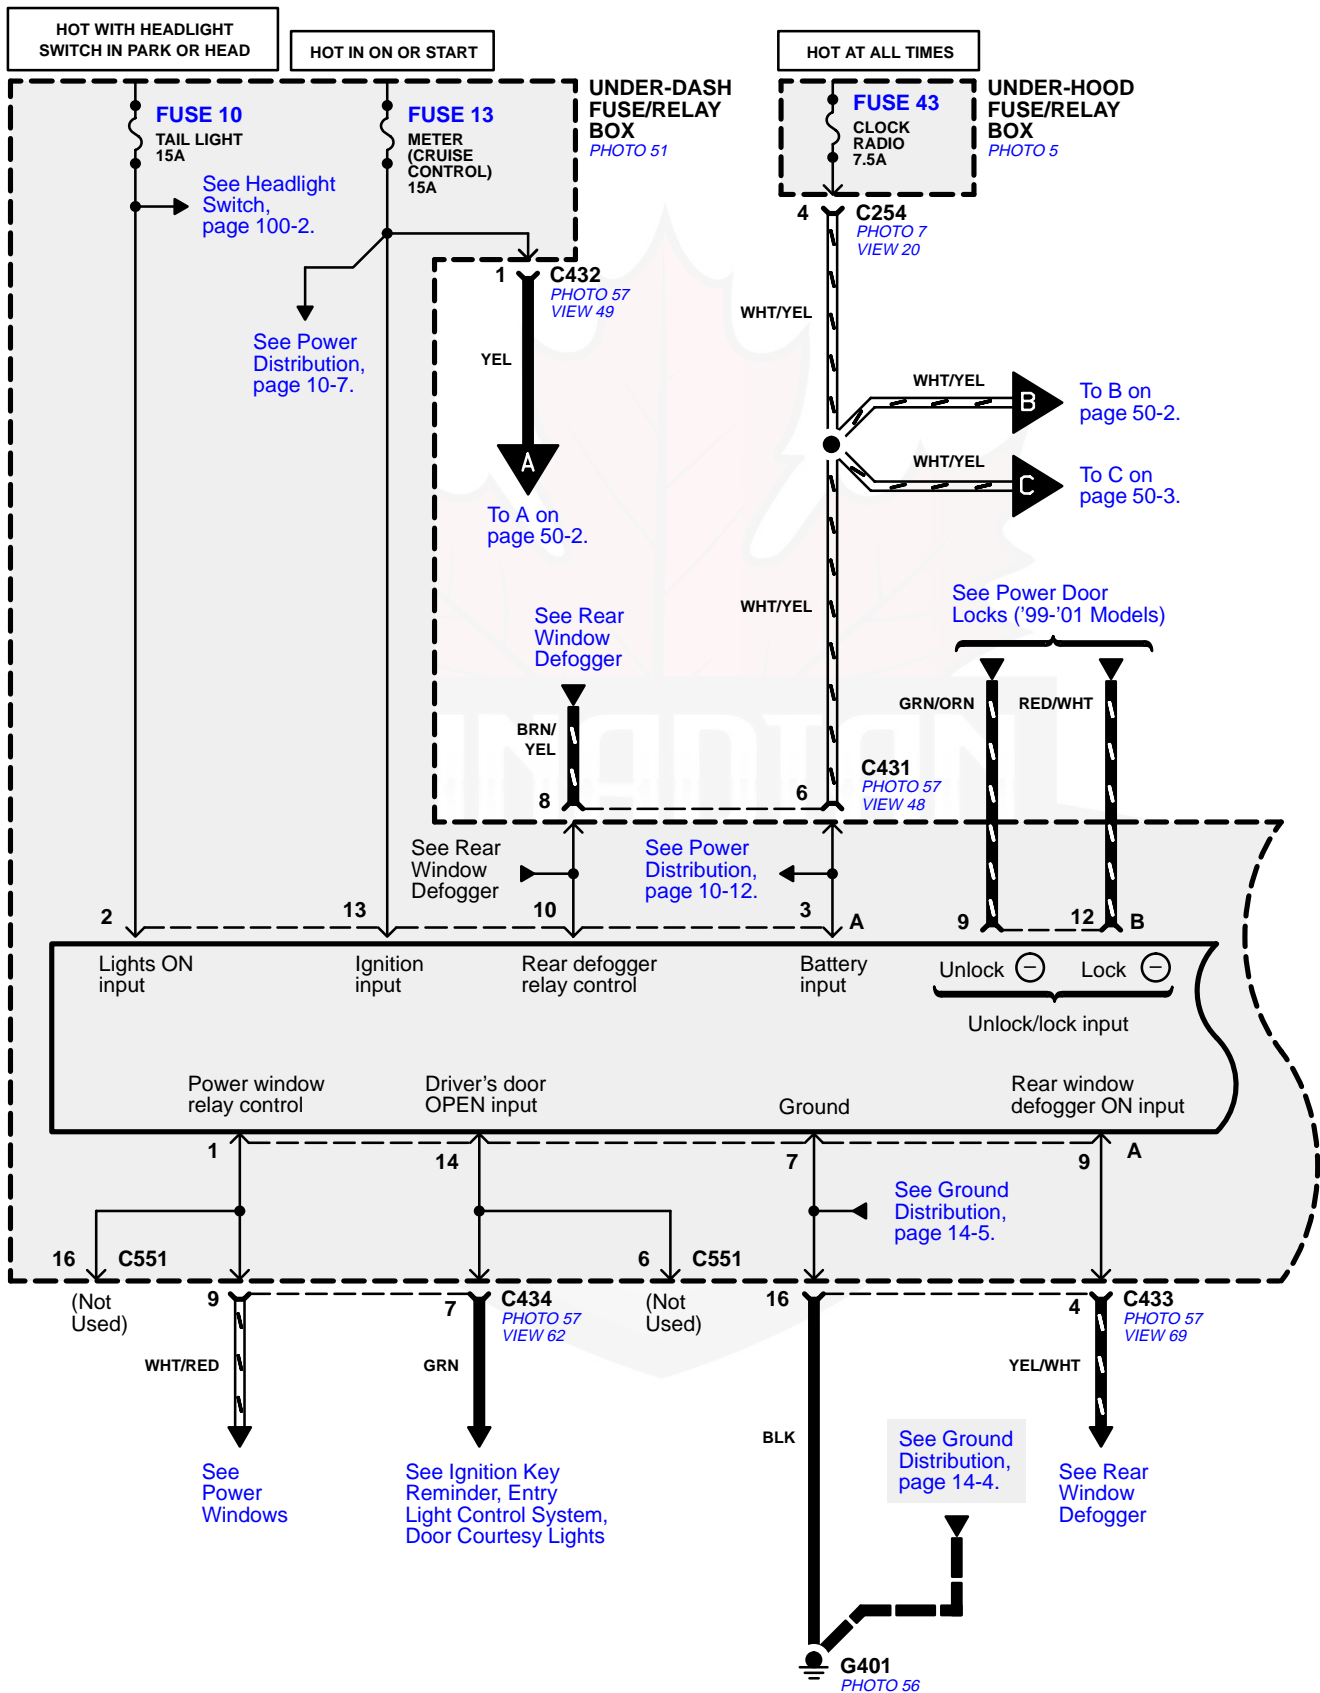 HOT WITH HEADLIGHT
SWITCH IN PARK OR HEAD
HOT IN ON OR START
HOT AT ALL TIMES
FUSE 10
TAIL LIGHT
15A
FUSE 13
METER
(CRUISE
CONTROL)
15A
UNDER-DASH
FUSE/RELAY
BOX
PHOTO 51
FUSE 43
CLOCK
RADIO
7.5A
UNDER-HOOD
FUSE/RELAY
BOX
PHOTO 5
See Headlight
Switch,
page 100-2.
4
C254
PHOTO 7
VIEW 20
1
C432
PHOTO 57
VIEW 49
See Power
Distribution,
page 10-7.
YEL
WHT/YEL
WHT/YEL
B
To B on
page 50-2.
A
WHT/YEL
C
To C on
page 50-3.
To A on
page 50-2.
WHT/YEL
See Rear
Window
Defogger
See Power Door
Locks ('99-'01 Models)
BRN/
YEL
GRN/ORN
RED/WHT
8
6
C431
PHOTO 57
VIEW 48
See Rear
Window
Defogger
See Power
Distribution,
page 10-12.
2
13
10
3
A
9
12
B
Lights ON
input
Ignition
input
Rear defogger
relay control
Battery
input
Unlock −
Lock −
Unlock/lock input
Power window
relay control
Driver's door
OPEN input
Ground
Rear window
defogger ON input
1
14
7
9
A
See Ground
Distribution,
page 14-5.
16
C551
6
C551
(Not
Used)
9
7
C434
PHOTO 57
VIEW 62
(Not
Used)
16
4
C433
PHOTO 57
VIEW 69
WHT/RED
GRN
YEL/WHT
BLK
See
Power
Windows
See Ignition Key
Reminder, Entry
Light Control System,
Door Courtesy Lights
See Ground
Distribution,
page 14-4.
See Rear
Window
Defogger
G401
PHOTO 56